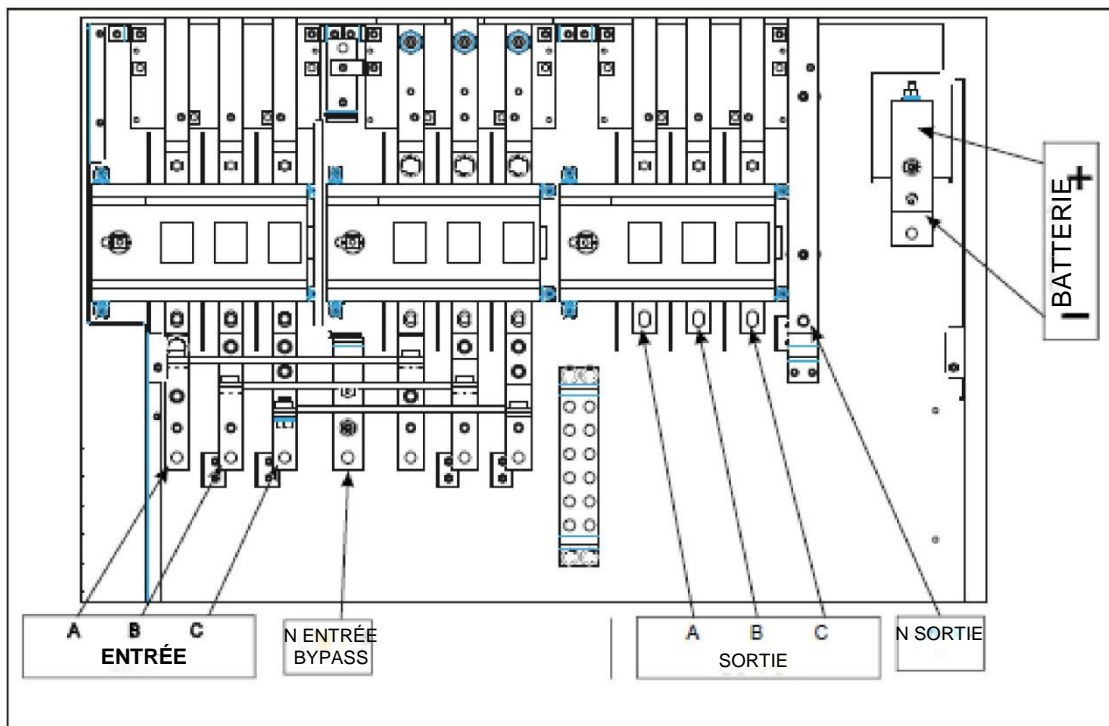 BATTERIE
+
−
A B C
ENTRÉE
N ENTRÉE
BYPASS
A B C
SORTIE
N SORTIE